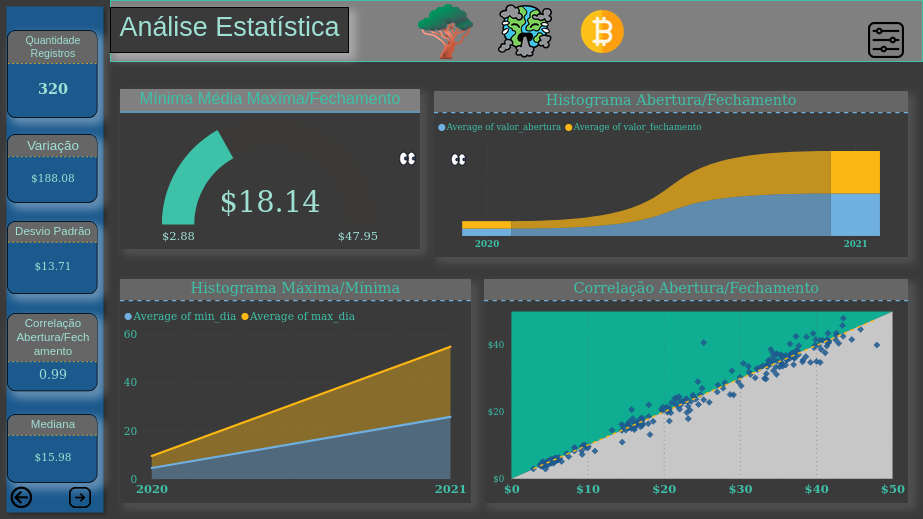 Análise Estatística
Quantidade
Registros
320
Variação
$188.08
Desvio Padrão
$13.71
Correlação
Abertura/Fech
amento
0.99
Mediana
$15.98
Mínima Média Maxíma/Fechamento
$18.14
$2.88
$47.95
Histograma Abertura/Fechamento
Average of valor_abertura
Average of valor_fechamento
2020
2021
Histograma Máxima/Mínima
Average of min_dia
Average of max_dia
60
40
20
0
2020
2021
Correlação Abertura/Fechamento
$40
$20
$0
$0
$10
$20
$30
$40
$50